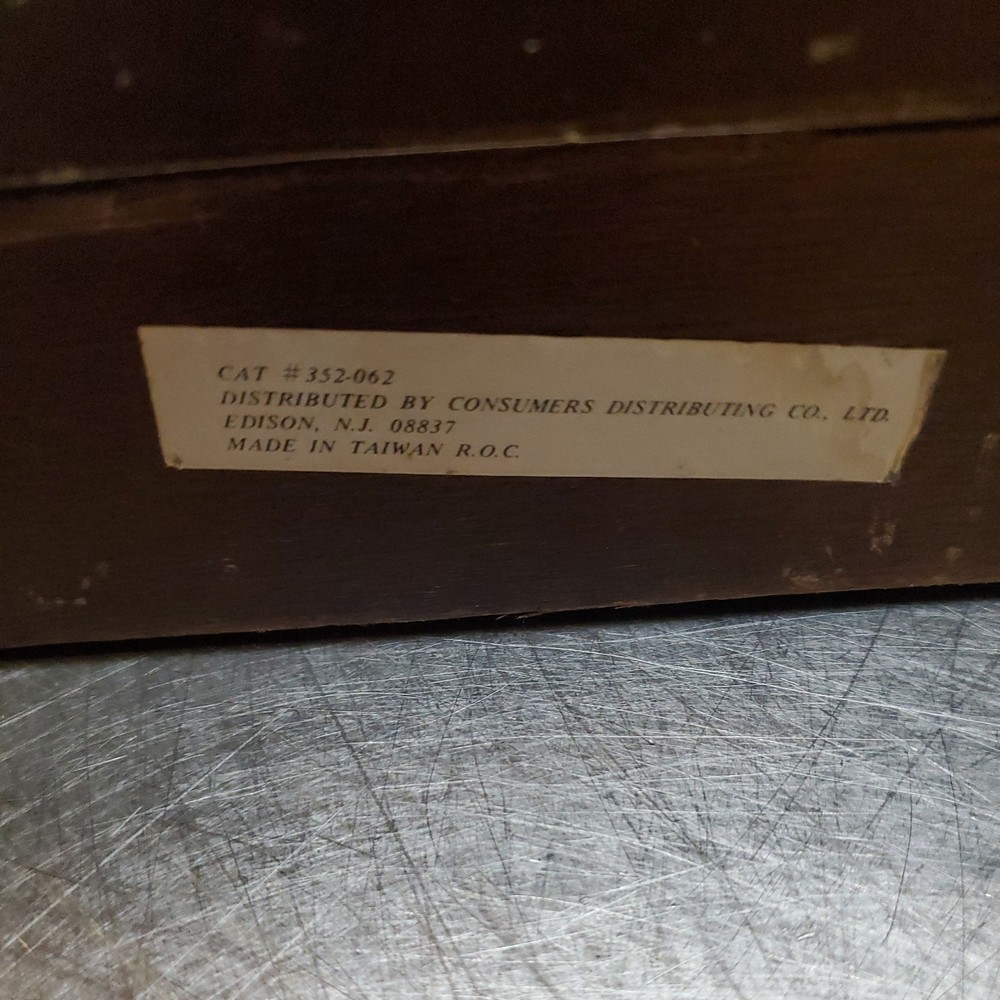 CAT #352-062
DISTRIBUTED BY CONSUMERS DISTRIBUTING CO., LTD.
EDISON, N.J. 08837
MADE IN TAIWAN R.O.C.